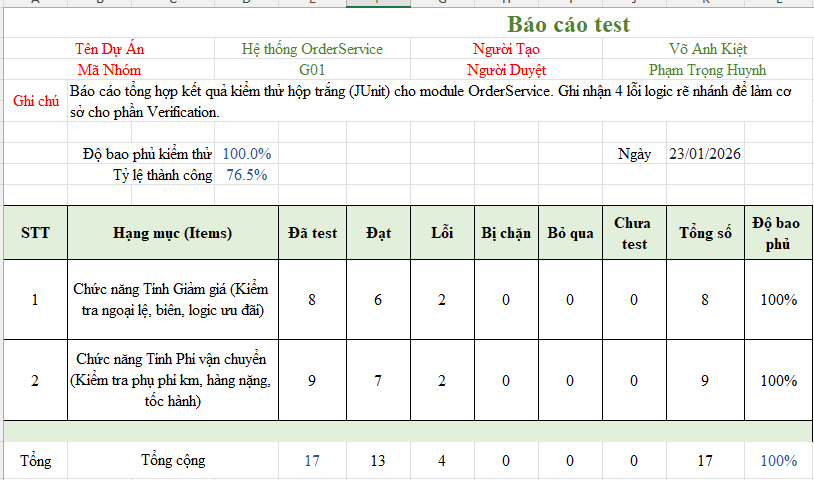 Báo cáo test
Tên Dự Án Hệ thống OrderService Người Tạo Võ Anh Kiệt
Mã Nhóm G01 Người Duyệt Phạm Trọng Huynh
Ghi chú Báo cáo tổng hợp kết quả kiểm thử hộp trắng (JUnit) cho module OrderService. Ghi nhận 4 lỗi logic rẽ nhánh để làm cơ
sở cho phần Verification.
Độ bao phủ kiểm thử 100.0% Ngày 23/01/2026
Tỷ lệ thành công 76.5%
STT Hạng mục (Items) Đã test Đạt Lỗi Bị chặn Bỏ qua Chưa test Tổng số Độ bao phủ
1 Chức năng Tính Giảm giá (Kiểm
tra ngoại lệ, biên, logic ưu đãi) 8 6 2 0 0 0 8 100%
2 Chức năng Tính Phí vận chuyển
(Kiểm tra phụ phí km, hàng nặng,
tốc hành) 9 7 2 0 0 0 9 100%
Tổng Tổng cộng 17 13 4 0 0 0 17 100%